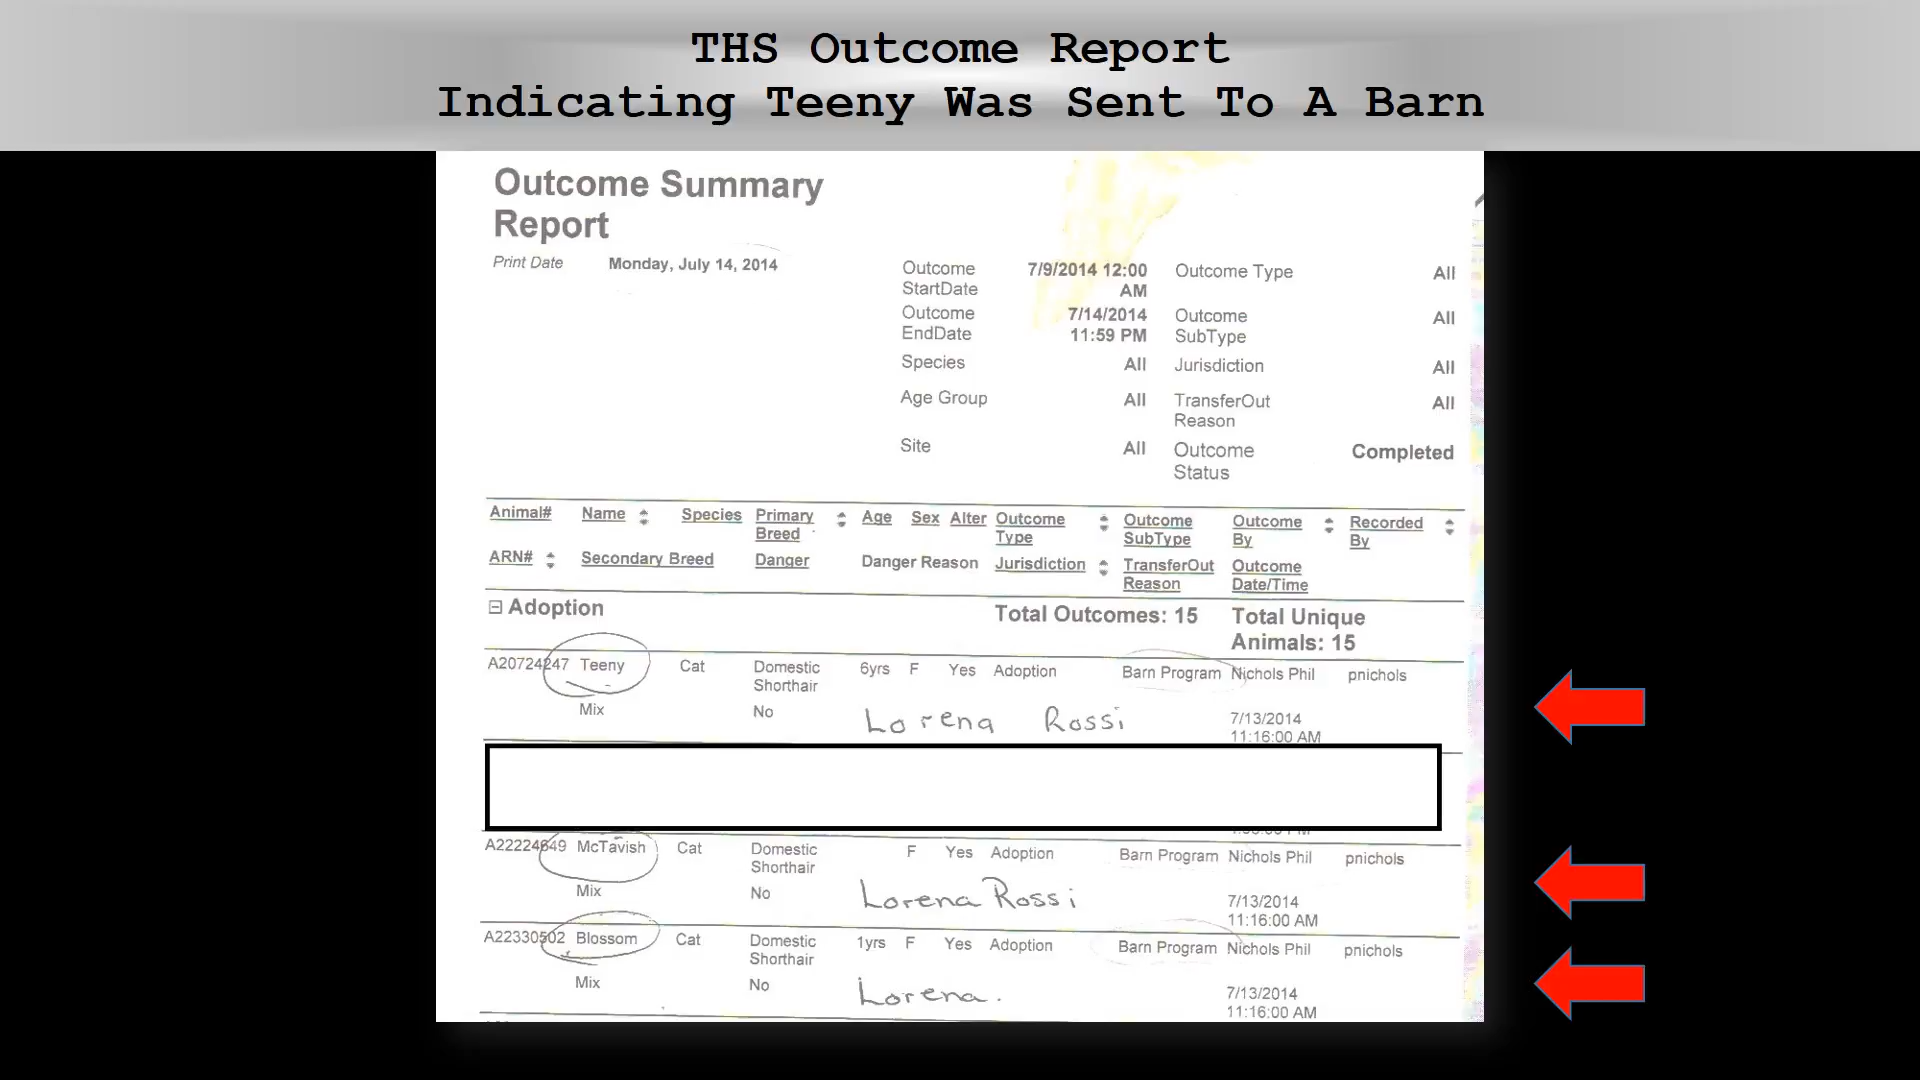 THS Outcome Report
Indicating Teeny Was Sent To A Barn
Outcome Summary
Report
Print Date Monday, July 14, 2014
Outcome StartDate 7/9/2014 12:00 AM Outcome Type All
Outcome EndDate 7/14/2014 11:59 PM Outcome SubType All
Species All Jurisdiction All
Age Group All TransferOut Reason All
Site All Outcome Status Completed
Animal# Name Species Primary Breed Age Sex Alter Outcome Type Outcome SubType Outcome By Recorded By
ARN# Secondary Breed Danger Danger Reason Jurisdiction TransferOut Reason Outcome Date/Time
Adoption Total Outcomes: 15 Total Unique Animals: 15
A20724247 Teeny Cat Domestic Shorthair 6yrs F Yes Adoption Barn Program Nichols Phil pnichols
Mix No Lorena Rossi 7/13/2014 11:16:00 AM
A22224649 McTavish Cat Domestic Shorthair F Yes Adoption Barn Program Nichols Phil pnichols
Mix No Lorena Rossi 7/13/2014 11:16:00 AM
A22330502 Blossom Cat Domestic Shorthair 1yrs F Yes Adoption Barn Program Nichols Phil pnichols
Mix No Lorena. 7/13/2014 11:16:00 AM